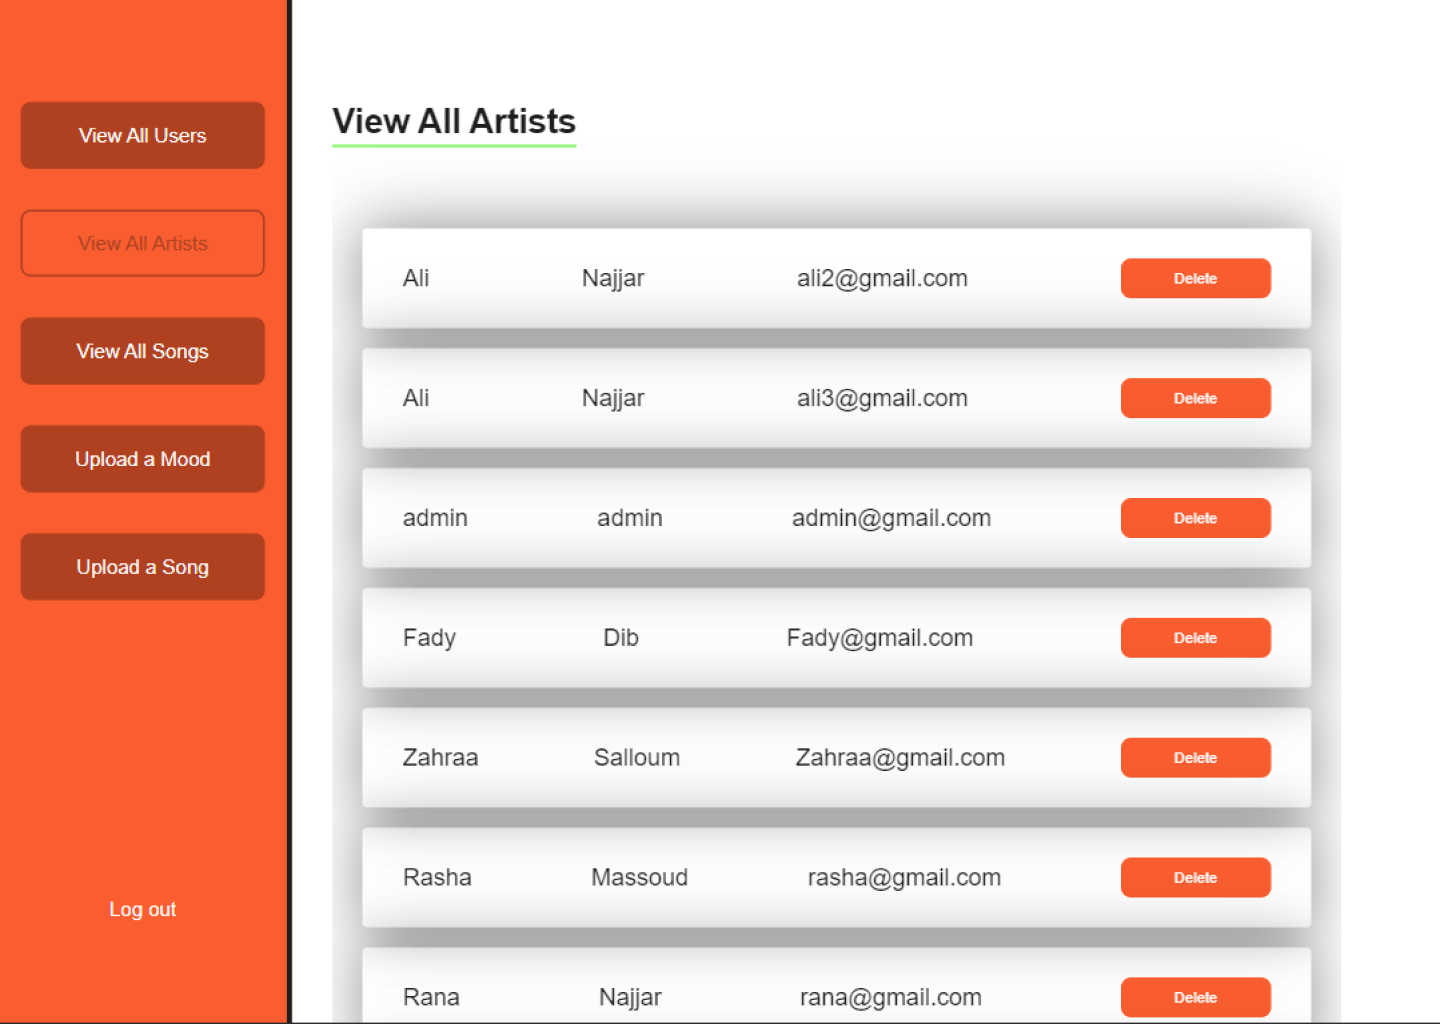 View All Users
View All Artists
View All Songs
Upload a Mood
Upload a Song
Log out
View All Artists
Ali Najjar ali2@gmail.com Delete
Ali Najjar ali3@gmail.com Delete
admin admin admin@gmail.com Delete
Fady Dib Fady@gmail.com Delete
Zahraa Salloum Zahraa@gmail.com Delete
Rasha Massoud rasha@gmail.com Delete
Rana Najjar rana@gmail.com Delete